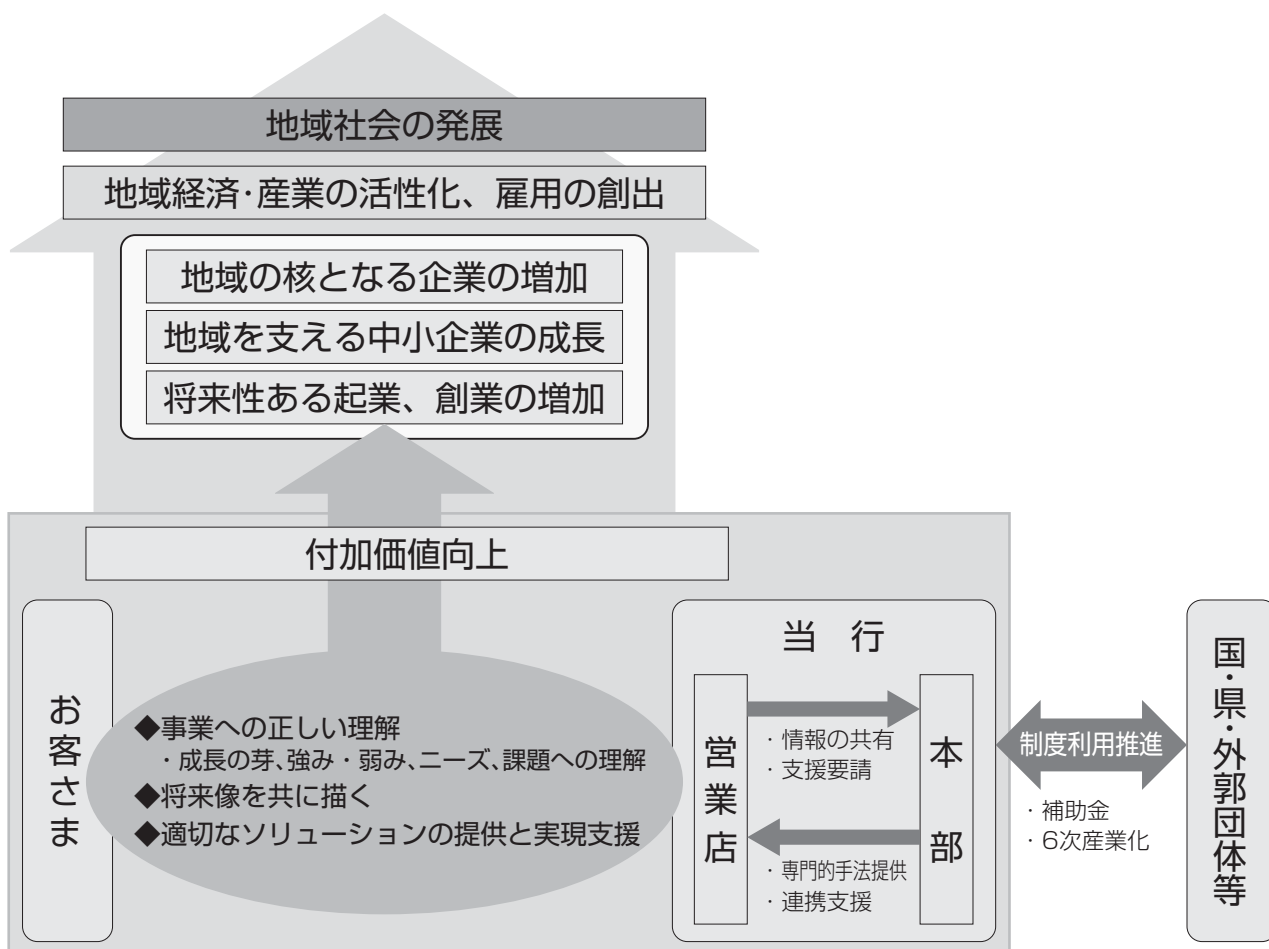 地域社会の発展
地域経済・産業の活性化、雇用の創出
地域の核となる企業の増加
地域を支える中小企業の成長
将来性ある起業、創業の増加
付加価値向上
お客さま
◆事業への正しい理解
・成長の芽、強み・弱み、ニーズ、課題への理解
◆将来像を共に描く
◆適切なソリューションの提供と実現支援
当 行
営業店
・情報の共有
・支援要請
・専門的手法提供
・連携支援
本部
制度利用推進
・補助金
・6次産業化
国・県・外郭団体等